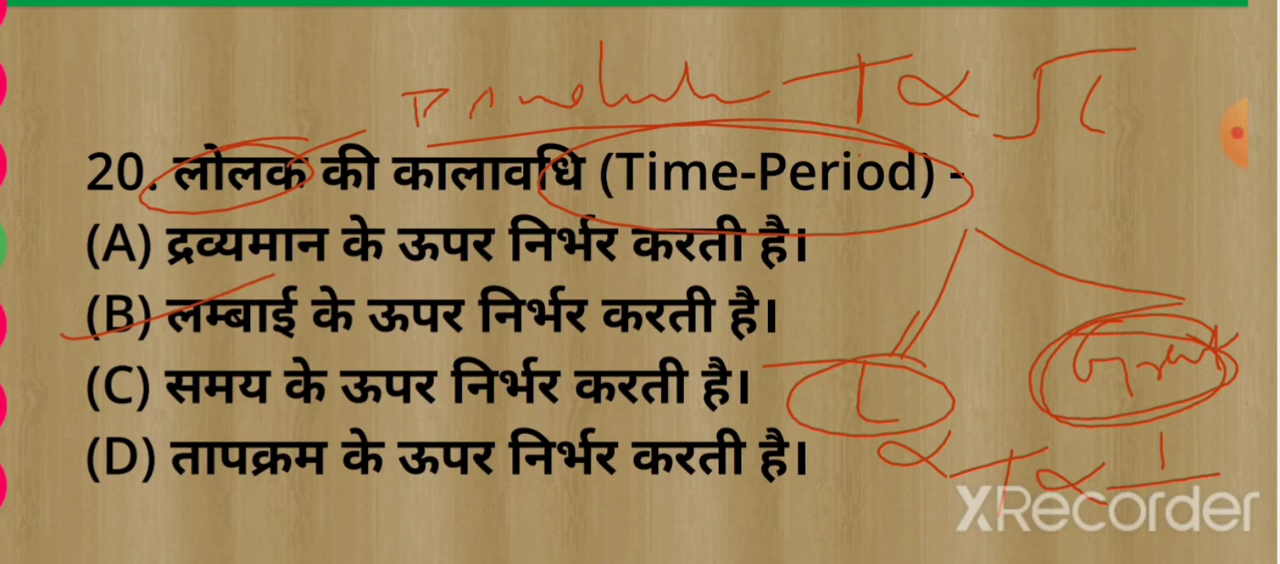 T ∝ √l
20. लोलक की कालावधि (Time-Period) -
(A) द्रव्यमान के ऊपर निर्भर करती है।
(B) लम्बाई के ऊपर निर्भर करती है।
(C) समय के ऊपर निर्भर करती है।
(D) तापक्रम के ऊपर निर्भर करती है।
XRecorder